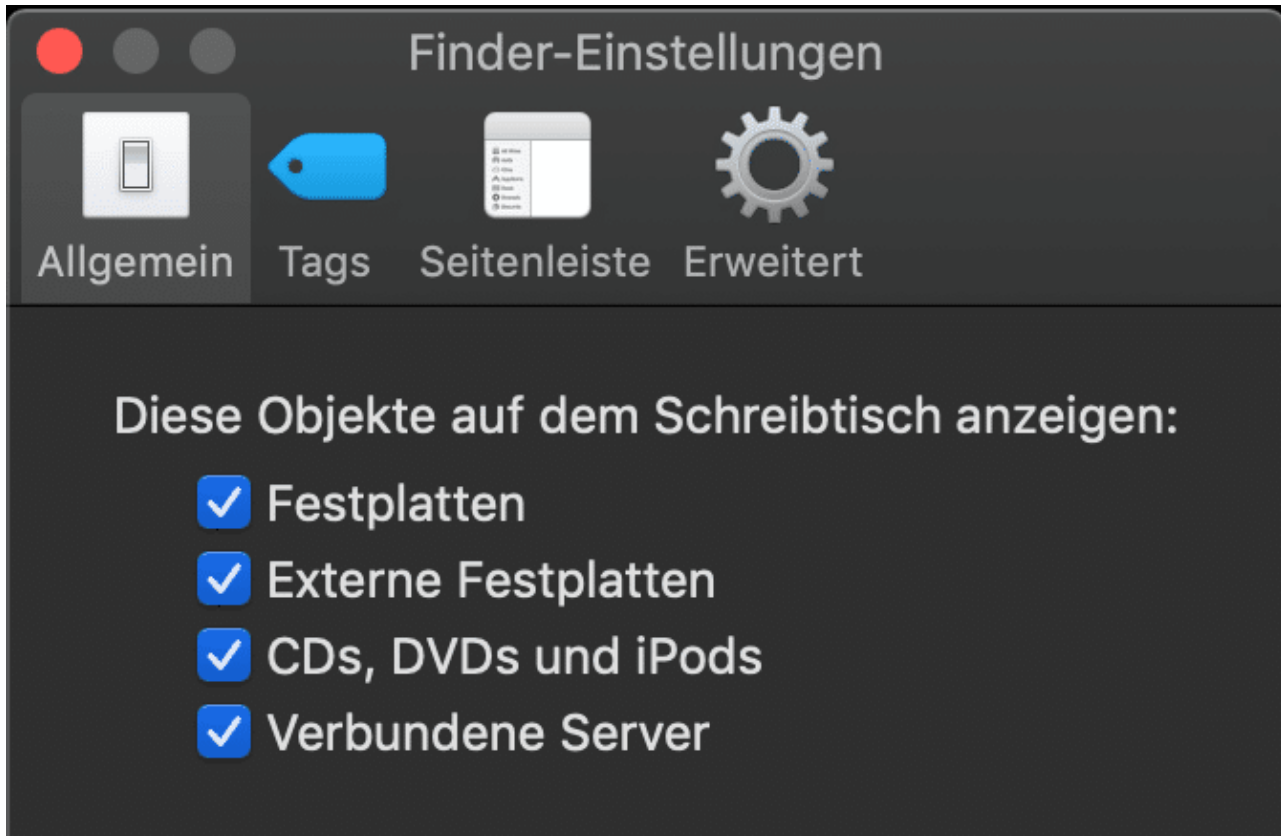 Finder-Einstellungen
Allgemein Tags Seitenleiste Erweitert
Diese Objekte auf dem Schreibtisch anzeigen:
Festplatten
Externe Festplatten
CDs, DVDs und iPods
Verbundene Server